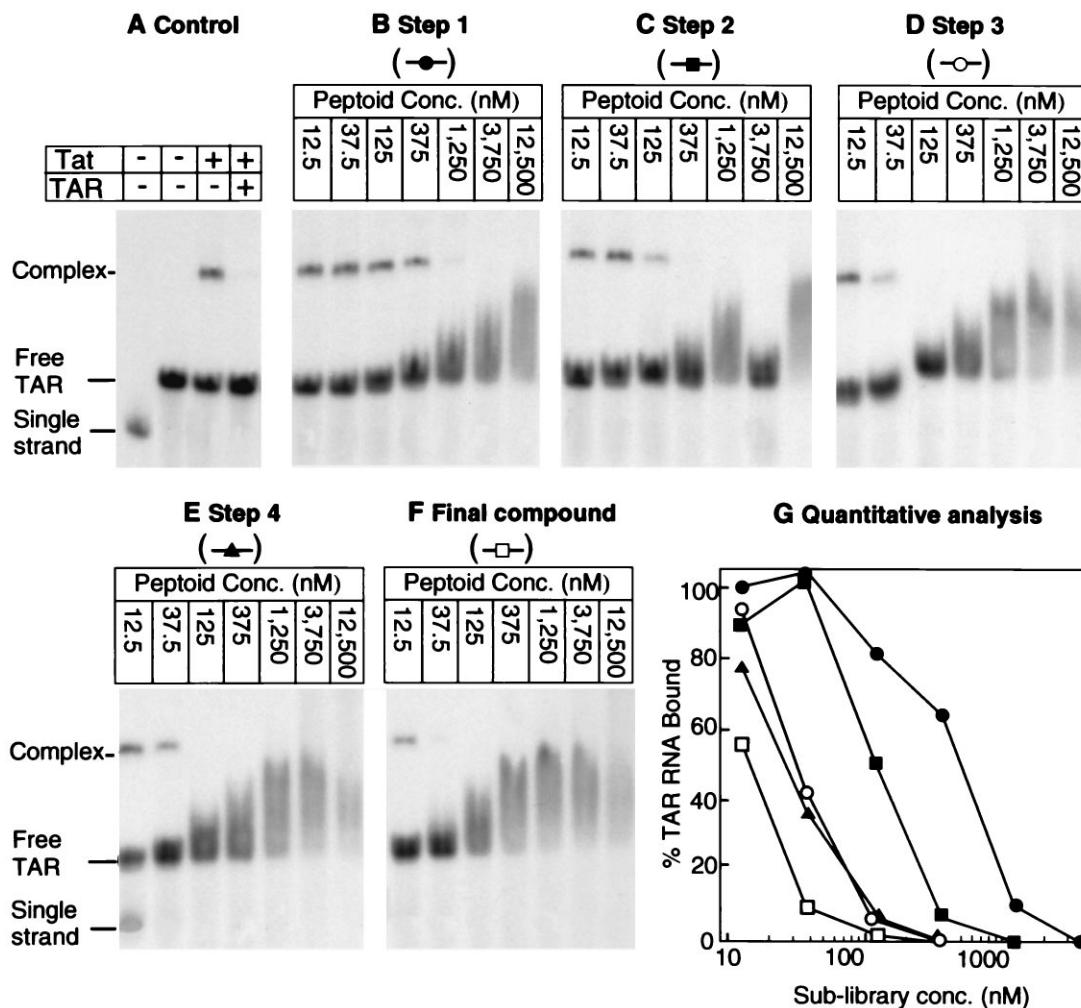 A Control
B Step 1
C Step 2
D Step 3
Peptoid Conc. (nM)
12.5 37.5 125 375 1,250 3,750 12,500
Peptoid Conc. (nM)
12.5 37.5 125 375 1,250 3,750 12,500
Peptoid Conc. (nM)
12.5 37.5 125 375 1,250 3,750 12,500
Tat - - + +
TAR - - - +
Complex-
Free
TAR
Single
strand
E Step 4
F Final compound
G Quantitative analysis
Peptoid Conc. (nM)
12.5 37.5 125 375 1,250 3,750 12,500
Peptoid Conc. (nM)
12.5 37.5 125 375 1,250 3,750 12,500
Complex-
Free
TAR
Single
strand
% TAR RNA Bound
100
80
60
40
20
0
10 100 1000
Sub-library conc. (nM)